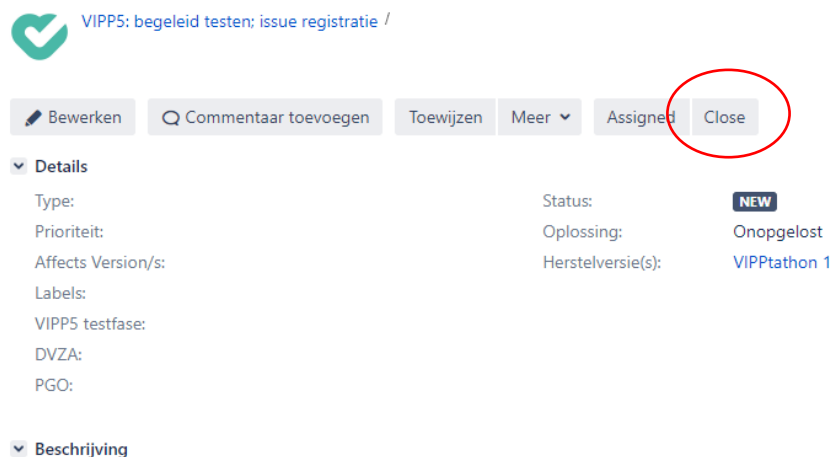 VIPP5: begeleid testen; issue registratie /
Bewerken Commentaar toevoegen Toewijzen Meer Assigned Close
Details
Type: Status: NEW
Prioriteit: Oplossing: Onopgelost
Affects Version/s: Herstelversie(s): VIPPtathon 1
Labels:
VIPP5 testfase:
DVZA:
PGO:
Beschrijving